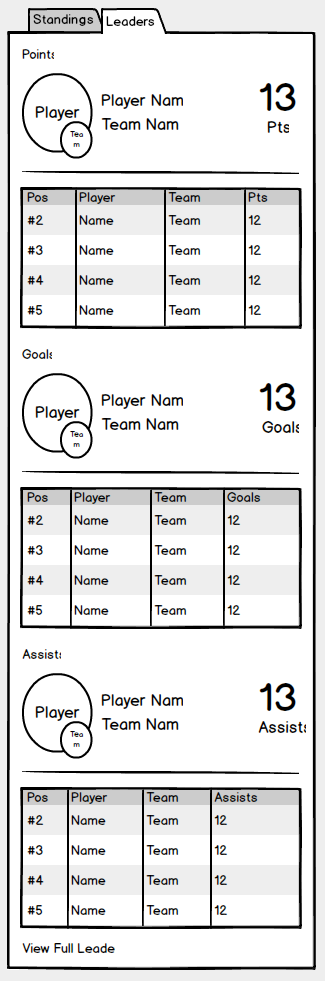 Standings Leaders
Points
Player
Tea
m
Player Nam
Team Nam
13
Pts
Pos Player Team Pts
#2 Name Team 12
#3 Name Team 12
#4 Name Team 12
#5 Name Team 12
Goals
Player
Tea
m
Player Nam
Team Nam
13
Goals
Pos Player Team Goals
#2 Name Team 12
#3 Name Team 12
#4 Name Team 12
#5 Name Team 12
Assists
Player
Tea
m
Player Nam
Team Nam
13
Assists
Pos Player Team Assists
#2 Name Team 12
#3 Name Team 12
#4 Name Team 12
#5 Name Team 12
View Full Leade